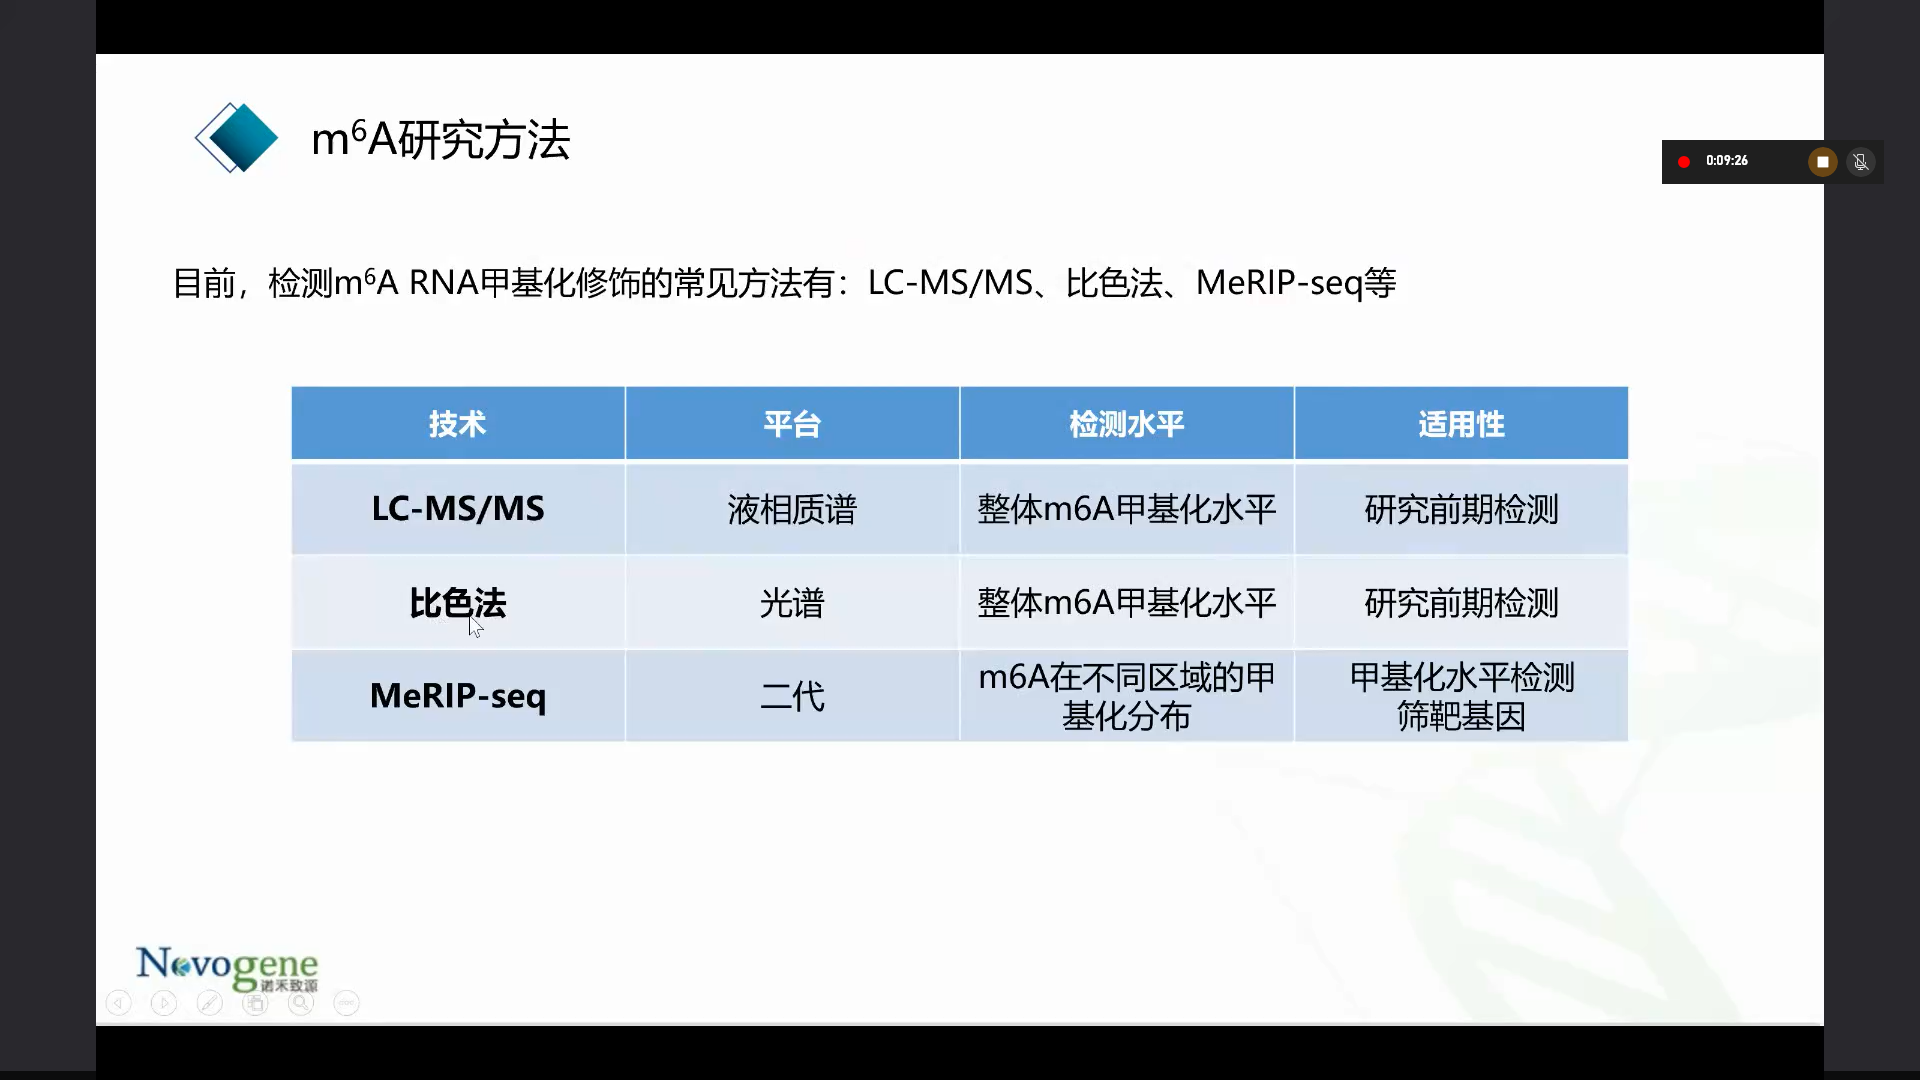 m⁶A研究方法
0:09:26
目前，检测m⁶A RNA甲基化修饰的常见方法有：LC-MS/MS、比色法、MeRIP-seq等
技术 平台 检测水平 适用性
LC-MS/MS 液相质谱 整体m6A甲基化水平 研究前期检测
比色法 光谱 整体m6A甲基化水平 研究前期检测
MeRIP-seq 二代 m6A在不同区域的甲
基化分布 甲基化水平检测
筛靶基因
Novogene
诺禾致源